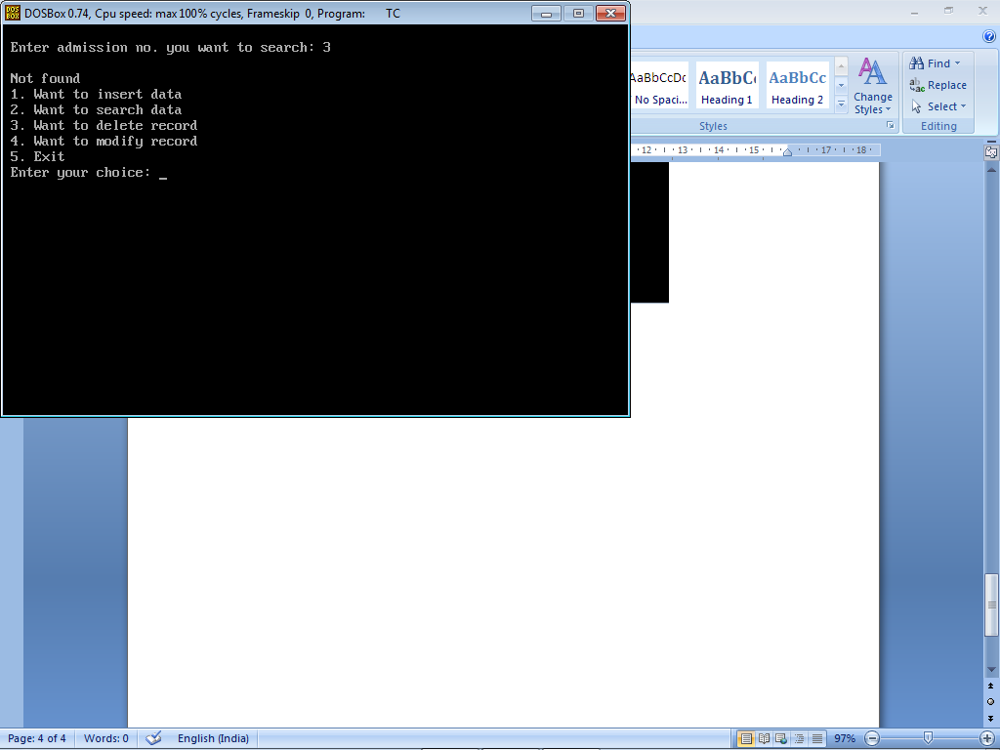 DOSBox 0.74, Cpu speed: max 100% cycles, Frameskip 0, Program: TC
Enter admission no. you want to search: 3
Not found
1. Want to insert data
2. Want to search data
3. Want to delete record
4. Want to modify record
5. Exit
Enter your choice: _
AaBbCcDc AaBbC AaBbCc
No Spaci... Heading 1 Heading 2
Change
Styles
Styles
Find
Replace
Select
Editing
12 13 14 15 17 18
Page: 4 of 4 Words: 0 English (India) 97%